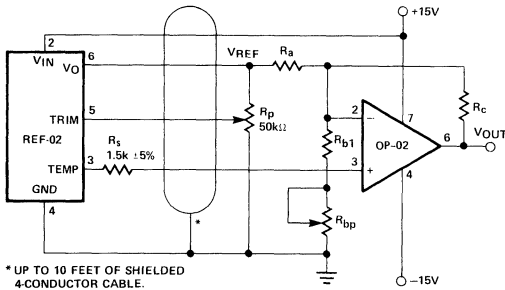 +15V
2
VIN
VO
6
VREF
Ra
TRIM
5
REF-02
Rp
50kΩ
2
−
7
Rc
VOUT
6
OP-02
Rs
1.5k ±5%
TEMP
3
Rb1
3
+
4
GND
4
*
Rbp
* UP TO 10 FEET OF SHIELDED
4-CONDUCTOR CABLE.
−15V